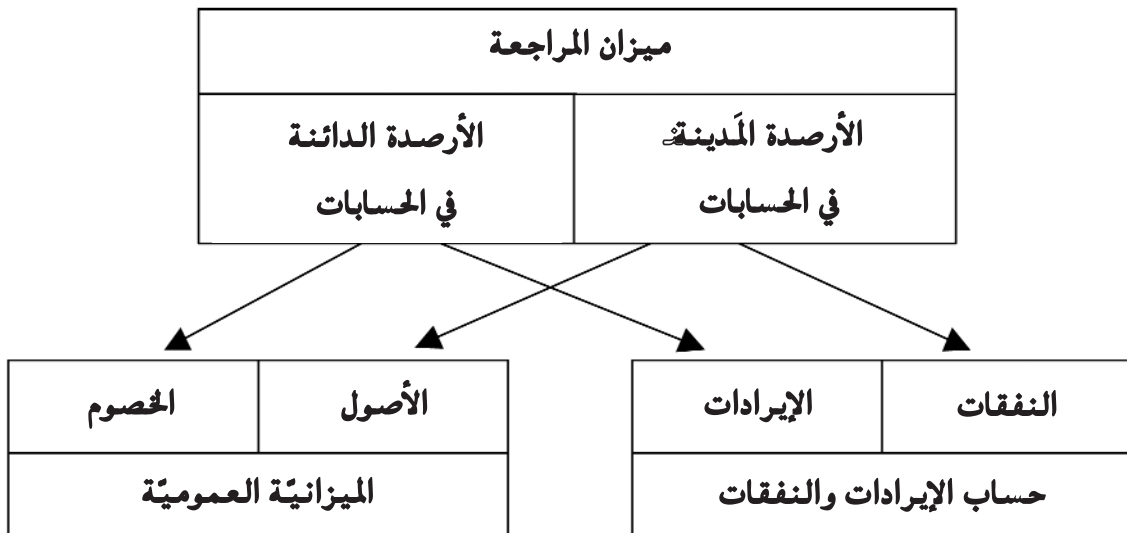 ميزان المراجعة
الأرصدة المَدينة
في الحسابات
الأرصدة الدائنة
في الحسابات
النفقات
الإيرادات
حساب الإيرادات والنفقات
الأصول
الخصوم
الميزانيّة العموميّة